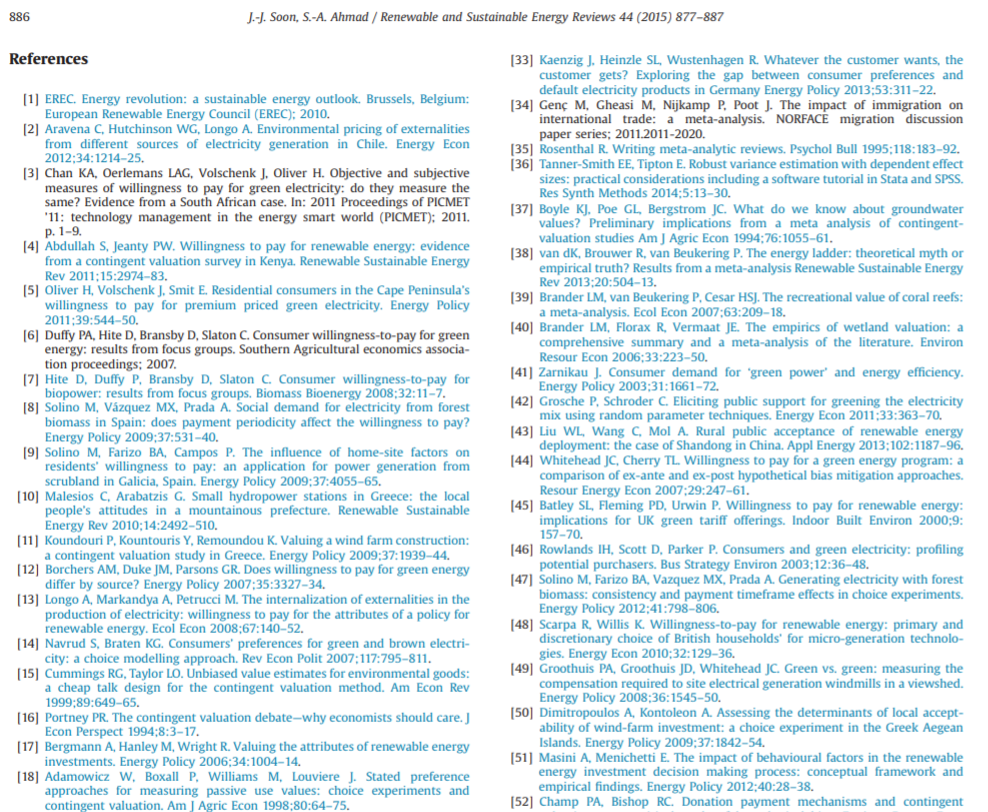 886
J.-J. Soon, S.-A. Ahmad / Renewable and Sustainable Energy Reviews 44 (2015) 877–887
References
[1] EREC. Energy revolution: a sustainable energy outlook. Brussels, Belgium:
European Renewable Energy Council (EREC); 2010.
[2] Aravena C, Hutchinson WG, Longo A. Environmental pricing of externalities
from different sources of electricity generation in Chile. Energy Econ
2012;34:1214–25.
[3] Chan KA, Oerlemans LAG, Volschenk J, Oliver H. Objective and subjective
measures of willingness to pay for green electricity: do they measure the
same? Evidence from a South African case. In: 2011 Proceedings of PICMET
'11: technology management in the energy smart world (PICMET); 2011.
p. 1–9.
[4] Abdullah S, Jeanty PW. Willingness to pay for renewable energy: evidence
from a contingent valuation survey in Kenya. Renewable Sustainable Energy
Rev 2011;15:2974–83.
[5] Oliver H, Volschenk J, Smit E. Residential consumers in the Cape Peninsula's
willingness to pay for premium priced green electricity. Energy Policy
2011;39:544–50.
[6] Duffy PA, Hite D, Bransby D, Slaton C. Consumer willingness-to-pay for green
energy: results from focus groups. Southern Agricultural economics associa-
tion proceedings; 2007.
[7] Hite D, Duffy P, Bransby D, Slaton C. Consumer willingness-to-pay for
biopower: results from focus groups. Biomass Bioenergy 2008;32:11–7.
[8] Solino M, Vázquez MX, Prada A. Social demand for electricity from forest
biomass in Spain: does payment periodicity affect the willingness to pay?
Energy Policy 2009;37:531–40.
[9] Solino M, Farizo BA, Campos P. The influence of home-site factors on
residents' willingness to pay: an application for power generation from
scrubland in Galicia, Spain. Energy Policy 2009;37:4055–65.
[10] Malesios C, Arabatzis G. Small hydropower stations in Greece: the local
people's attitudes in a mountainous prefecture. Renewable Sustainable
Energy Rev 2010;14:2492–510.
[11] Koundouri P, Kountouris Y, Remoundou K. Valuing a wind farm construction:
a contingent valuation study in Greece. Energy Policy 2009;37:1939–44.
[12] Borchers AM, Duke JM, Parsons GR. Does willingness to pay for green energy
differ by source? Energy Policy 2007;35:3327–34.
[13] Longo A, Markandya A, Petrucci M. The internalization of externalities in the
production of electricity: willingness to pay for the attributes of a policy for
renewable energy. Ecol Econ 2008;67:140–52.
[14] Navrud S, Braten KG. Consumers' preferences for green and brown electri-
city: a choice modelling approach. Rev Econ Polit 2007;117:795–811.
[15] Cummings RG, Taylor LO. Unbiased value estimates for environmental goods:
a cheap talk design for the contingent valuation method. Am Econ Rev
1999;89:649–65.
[16] Portney PR. The contingent valuation debate—why economists should care. J
Econ Perspect 1994;8:3–17.
[17] Bergmann A, Hanley M, Wright R. Valuing the attributes of renewable energy
investments. Energy Policy 2006;34:1004–14.
[18] Adamowicz W, Boxall P, Williams M, Louviere J. Stated preference
approaches for measuring passive use values: choice experiments and
contingent valuation. Am J Agric Econ 1998;80:64–75.
[33] Kaenzig J, Heinzle SL, Wustenhagen R. Whatever the customer wants, the
customer gets? Exploring the gap between consumer preferences and
default electricity products in Germany Energy Policy 2013;53:311–22.
[34] Genç M, Gheasi M, Nijkamp P, Poot J. The impact of immigration on
international trade: a meta-analysis. NORFACE migration discussion
paper series; 2011.2011-2020.
[35] Rosenthal R. Writing meta-analytic reviews. Psychol Bull 1995;118:183–92.
[36] Tanner-Smith EE, Tipton E. Robust variance estimation with dependent effect
sizes: practical considerations including a software tutorial in Stata and SPSS.
Res Synth Methods 2014;5:13–30.
[37] Boyle KJ, Poe GL, Bergstrom JC. What do we know about groundwater
values? Preliminary implications from a meta analysis of contingent-
valuation studies Am J Agric Econ 1994;76:1055–61.
[38] van dK, Brouwer R, van Beukering P. The energy ladder: theoretical myth or
empirical truth? Results from a meta-analysis Renewable Sustainable Energy
Rev 2013;20:504–13.
[39] Brander LM, van Beukering P, Cesar HSJ. The recreational value of coral reefs:
a meta-analysis. Ecol Econ 2007;63:209–18.
[40] Brander LM, Florax R, Vermaat JE. The empirics of wetland valuation: a
comprehensive summary and a meta-analysis of the literature. Environ
Resour Econ 2006;33:223–50.
[41] Zarnikau J. Consumer demand for ‘green power’ and energy efficiency.
Energy Policy 2003;31:1661–72.
[42] Grosche P, Schroder C. Eliciting public support for greening the electricity
mix using random parameter techniques. Energy Econ 2011;33:363–70.
[43] Liu WL, Wang C, Mol A. Rural public acceptance of renewable energy
deployment: the case of Shandong in China. Appl Energy 2013;102:1187–96.
[44] Whitehead JC, Cherry TL. Willingness to pay for a green energy program: a
comparison of ex-ante and ex-post hypothetical bias mitigation approaches.
Resour Energy Econ 2007;29:247–61.
[45] Batley SL, Fleming PD, Urwin P. Willingness to pay for renewable energy:
implications for UK green tariff offerings. Indoor Built Environ 2000;9:
157–70.
[46] Rowlands IH, Scott D, Parker P. Consumers and green electricity: profiling
potential purchasers. Bus Strategy Environ 2003;12:36–48.
[47] Solino M, Farizo BA, Vazquez MX, Prada A. Generating electricity with forest
biomass: consistency and payment timeframe effects in choice experiments.
Energy Policy 2012;41:798–806.
[48] Scarpa R, Willis K. Willingness-to-pay for renewable energy: primary and
discretionary choice of British households' for micro-generation technolo-
gies. Energy Econ 2010;32:129–36.
[49] Groothuis PA, Groothuis JD, Whitehead JC. Green vs. green: measuring the
compensation required to site electrical generation windmills in a viewshed.
Energy Policy 2008;36:1545–50.
[50] Dimitropoulos A, Kontoleon A. Assessing the determinants of local accept-
ability of wind-farm investment: a choice experiment in the Greek Aegean
Islands. Energy Policy 2009;37:1842–54.
[51] Masini A, Menichetti E. The impact of behavioural factors in the renewable
energy investment decision making process: conceptual framework and
empirical findings. Energy Policy 2012;40:28–38.
[52] Champ PA, Bishop RC. Donation payment mechanisms and contingent